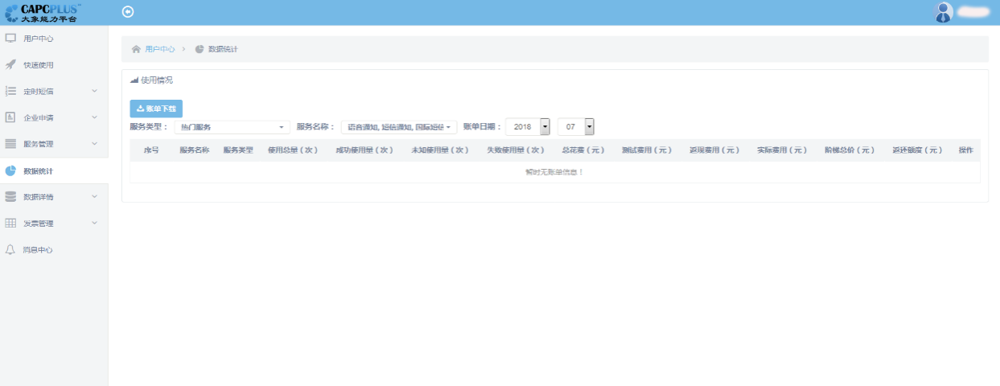 CAPCPLUS™
大象能力平台
用户中心
快速使用
定时短信
企业申请
服务管理
数据统计
数据详情
发票管理
消息中心
用户中心 > 数据统计
使用情况
账单下载
服务类型： 热门服务 服务名称： 语音通知, 短信通知, 国际短信 账单日期： 2018 07
序号 服务名称 服务类型 使用总量（次） 成功使用量（次） 未知使用量（次） 失败使用量（次） 总花费（元） 测试费用（元） 返现费用（元） 实际费用（元） 阶梯总价（元） 返还额度（元） 操作
暂时无账单信息！